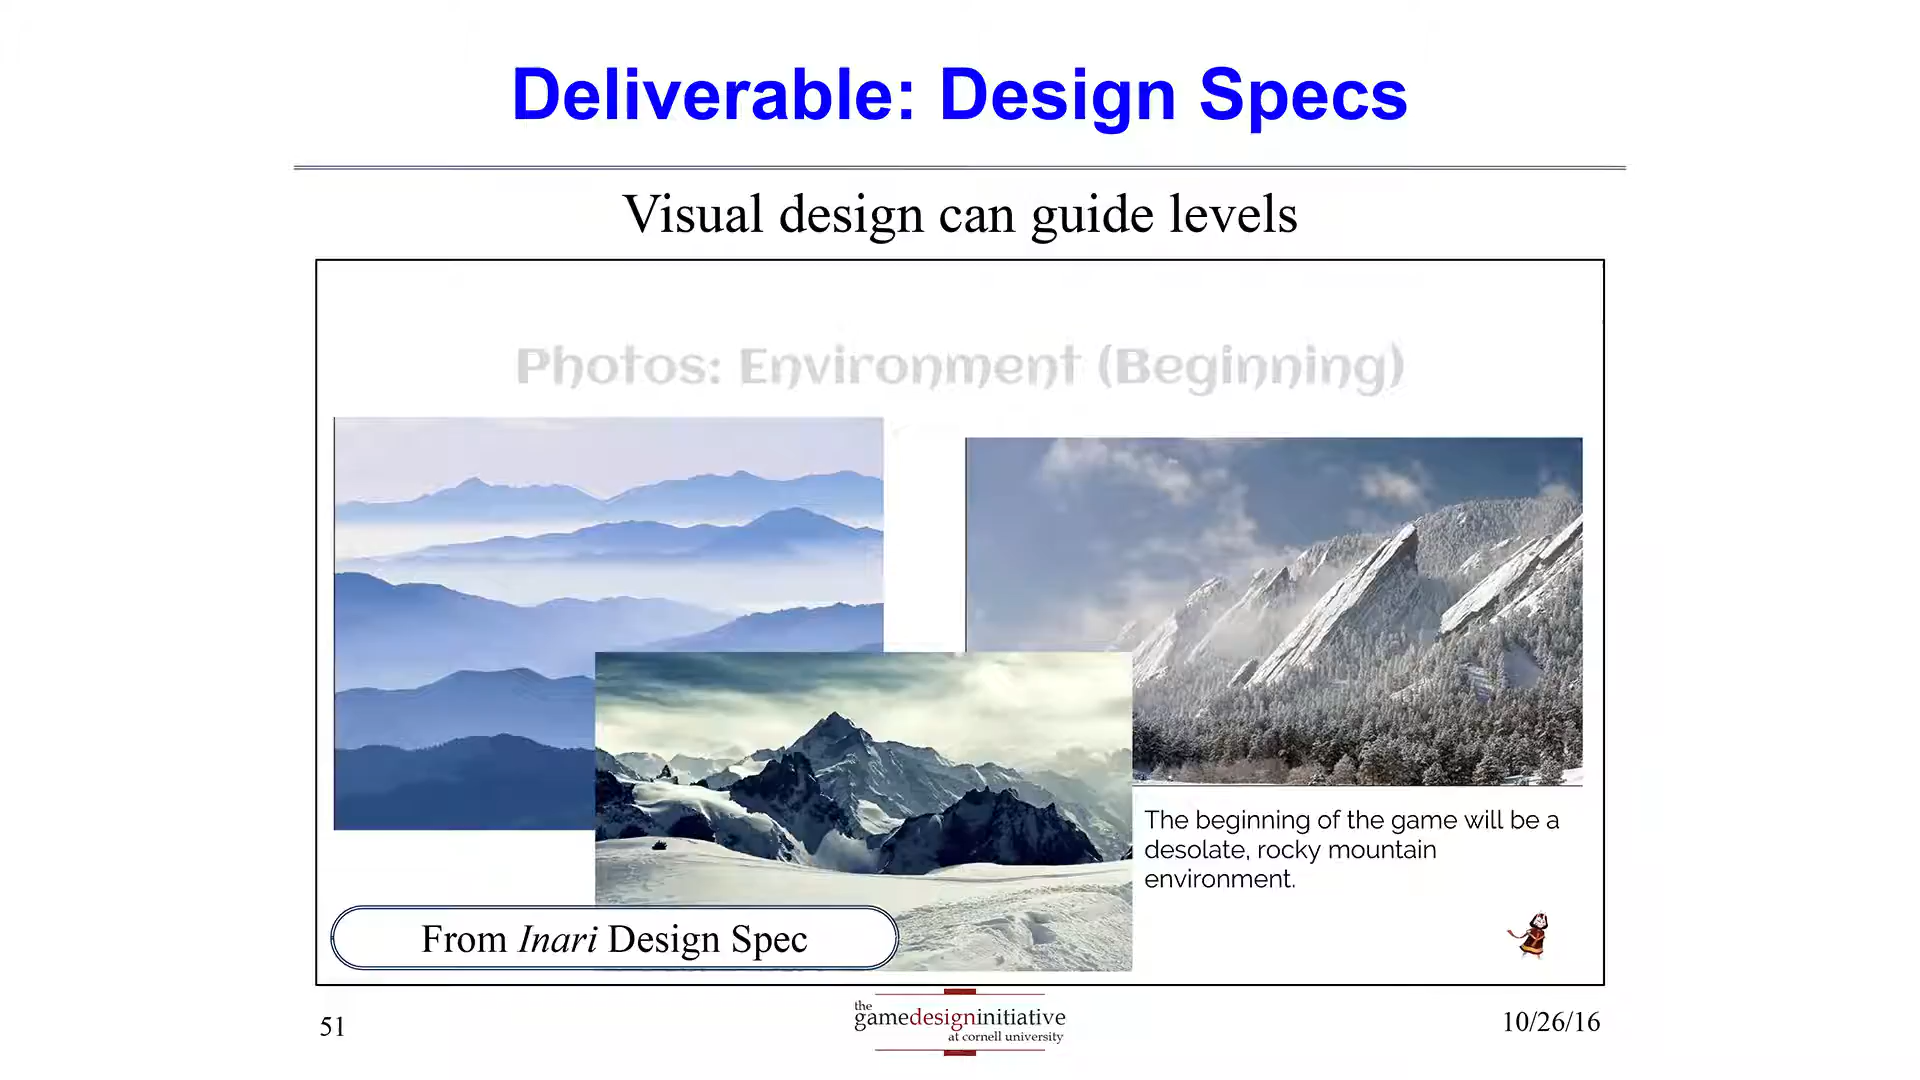 Deliverable: Design Specs
Visual design can guide levels
Photos: Environment (Beginning)
The beginning of the game will be a
desolate, rocky mountain
environment.
From Inari Design Spec
51
the
gamedesigninitiative
at cornell university
10/26/16